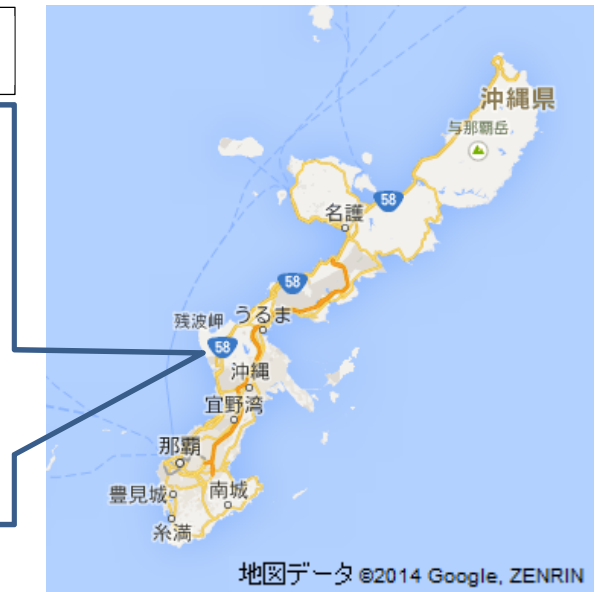 沖縄県
与那覇岳
58
名護
58
うるま
残波岬
58
沖縄
宜野湾
那覇
豊見城
南城
糸満
地図データ ©2014 Google, ZENRIN